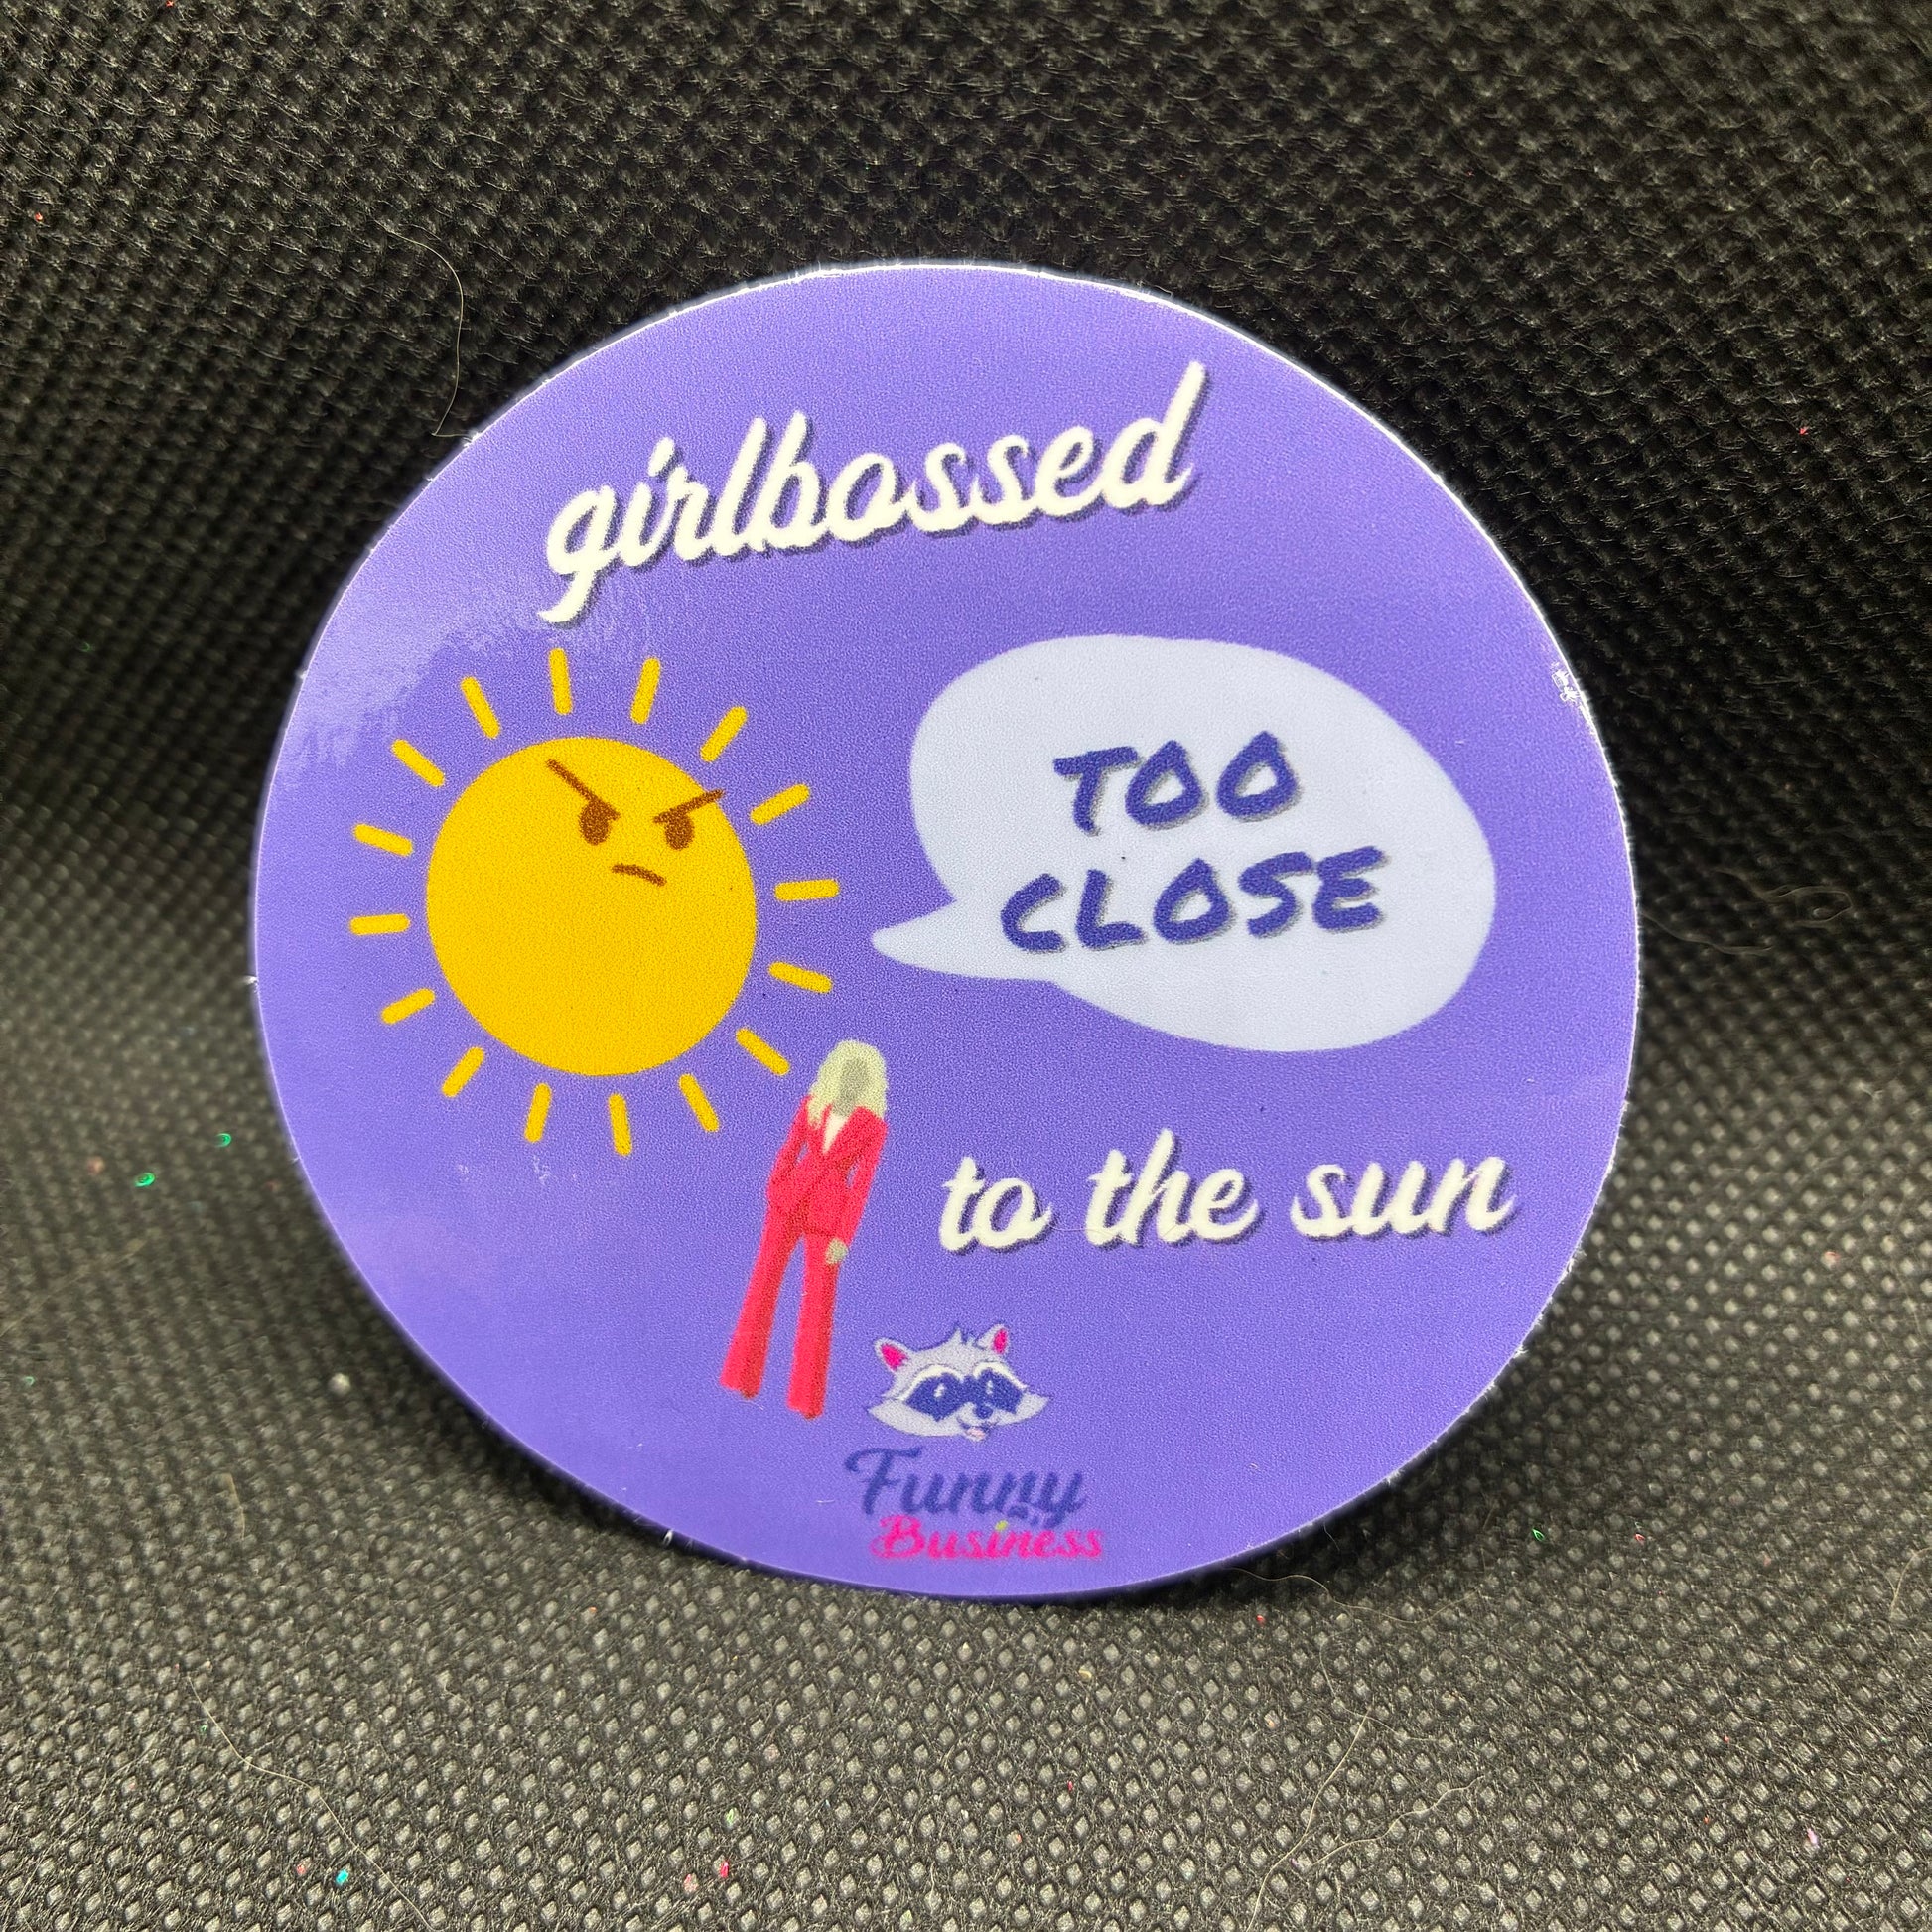 girlbossed
TOO
CLOSE
to the sun
Funny
Business